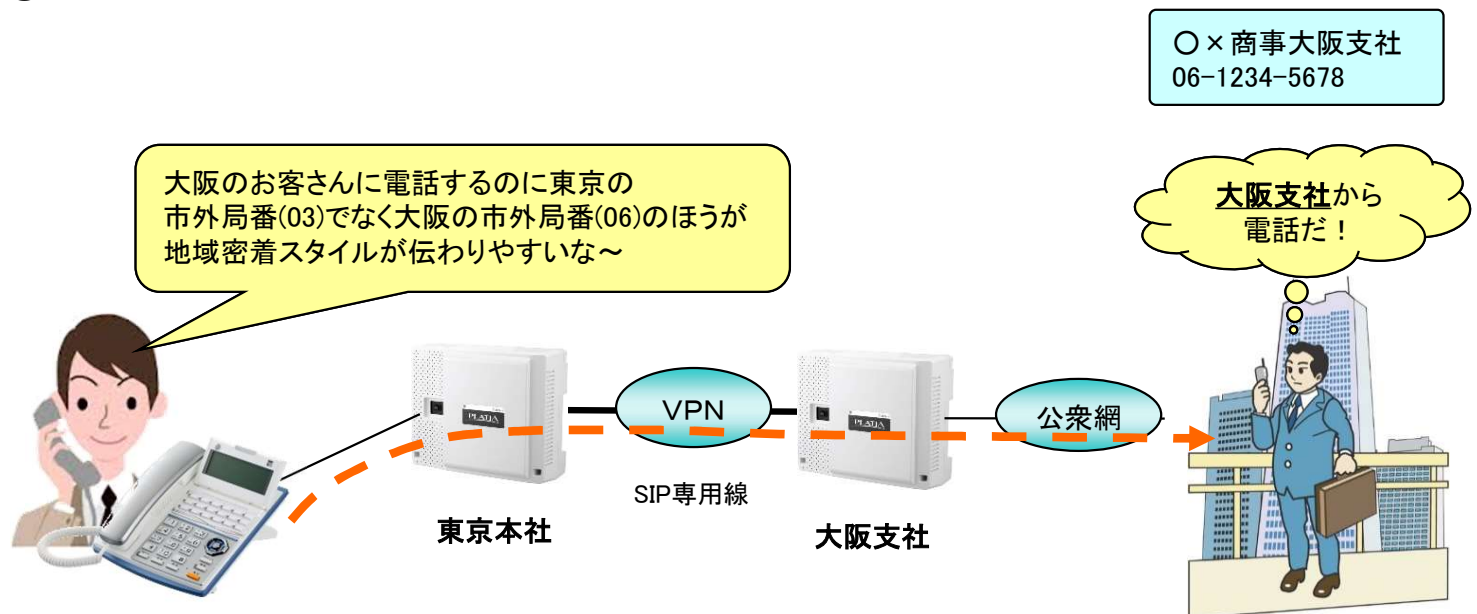 〇×商事大阪支社
06-1234-5678
大阪のお客さんに電話するのに東京の
市外局番(03)でなく大阪の市外局番(06)のほうが
地域密着スタイルが伝わりやすいな～
大阪支社から
電話だ！
PLATIA
VPN
PLATIA
公衆網
SIP専用線
東京本社
大阪支社